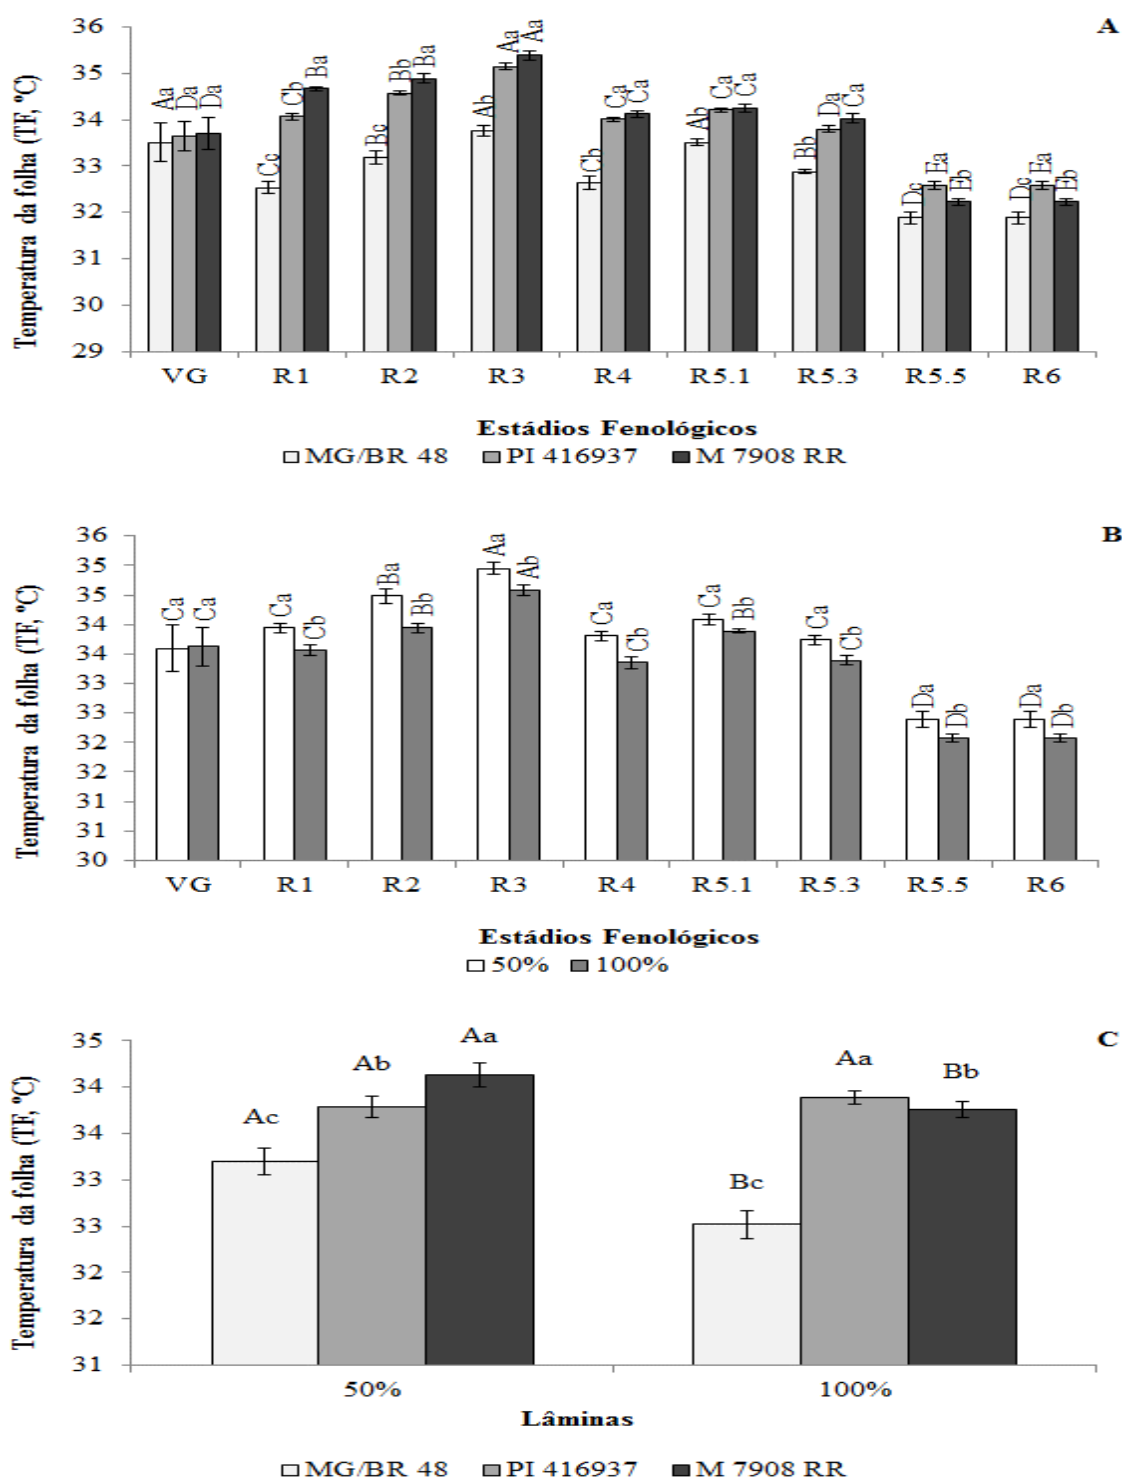 A
Temperatura da folha (TF, ºC)
36
35
34
33
32
31
30
29
Aa Da Da Cc Cb Ba Bc Bb Ba Ab Aa Aa Cb Ca Ca Ab Ca Ca Bb Da Ca Dc Ea Eb Dc Ea Eb
VG R1 R2 R3 R4 R5.1 R5.3 R5.5 R6
Estádios Fenológicos
MG/BR 48 PI 416937 M 7908 RR
B
Temperatura da folha (TF, ºC)
36
35
35
34
34
33
33
32
32
31
31
30
Ca Ca Ca Cb Ba Bb Aa Ab Ca Cb Ca Bb Ca Cb Da Db Da Db
VG R1 R2 R3 R4 R5.1 R5.3 R5.5 R6
Estádios Fenológicos
50% 100%
C
Temperatura da folha (TF, ºC)
35
34
34
33
33
32
32
31
Ac Ab Aa Bc Aa Bb
50% 100%
Lâminas
MG/BR 48 PI 416937 M 7908 RR